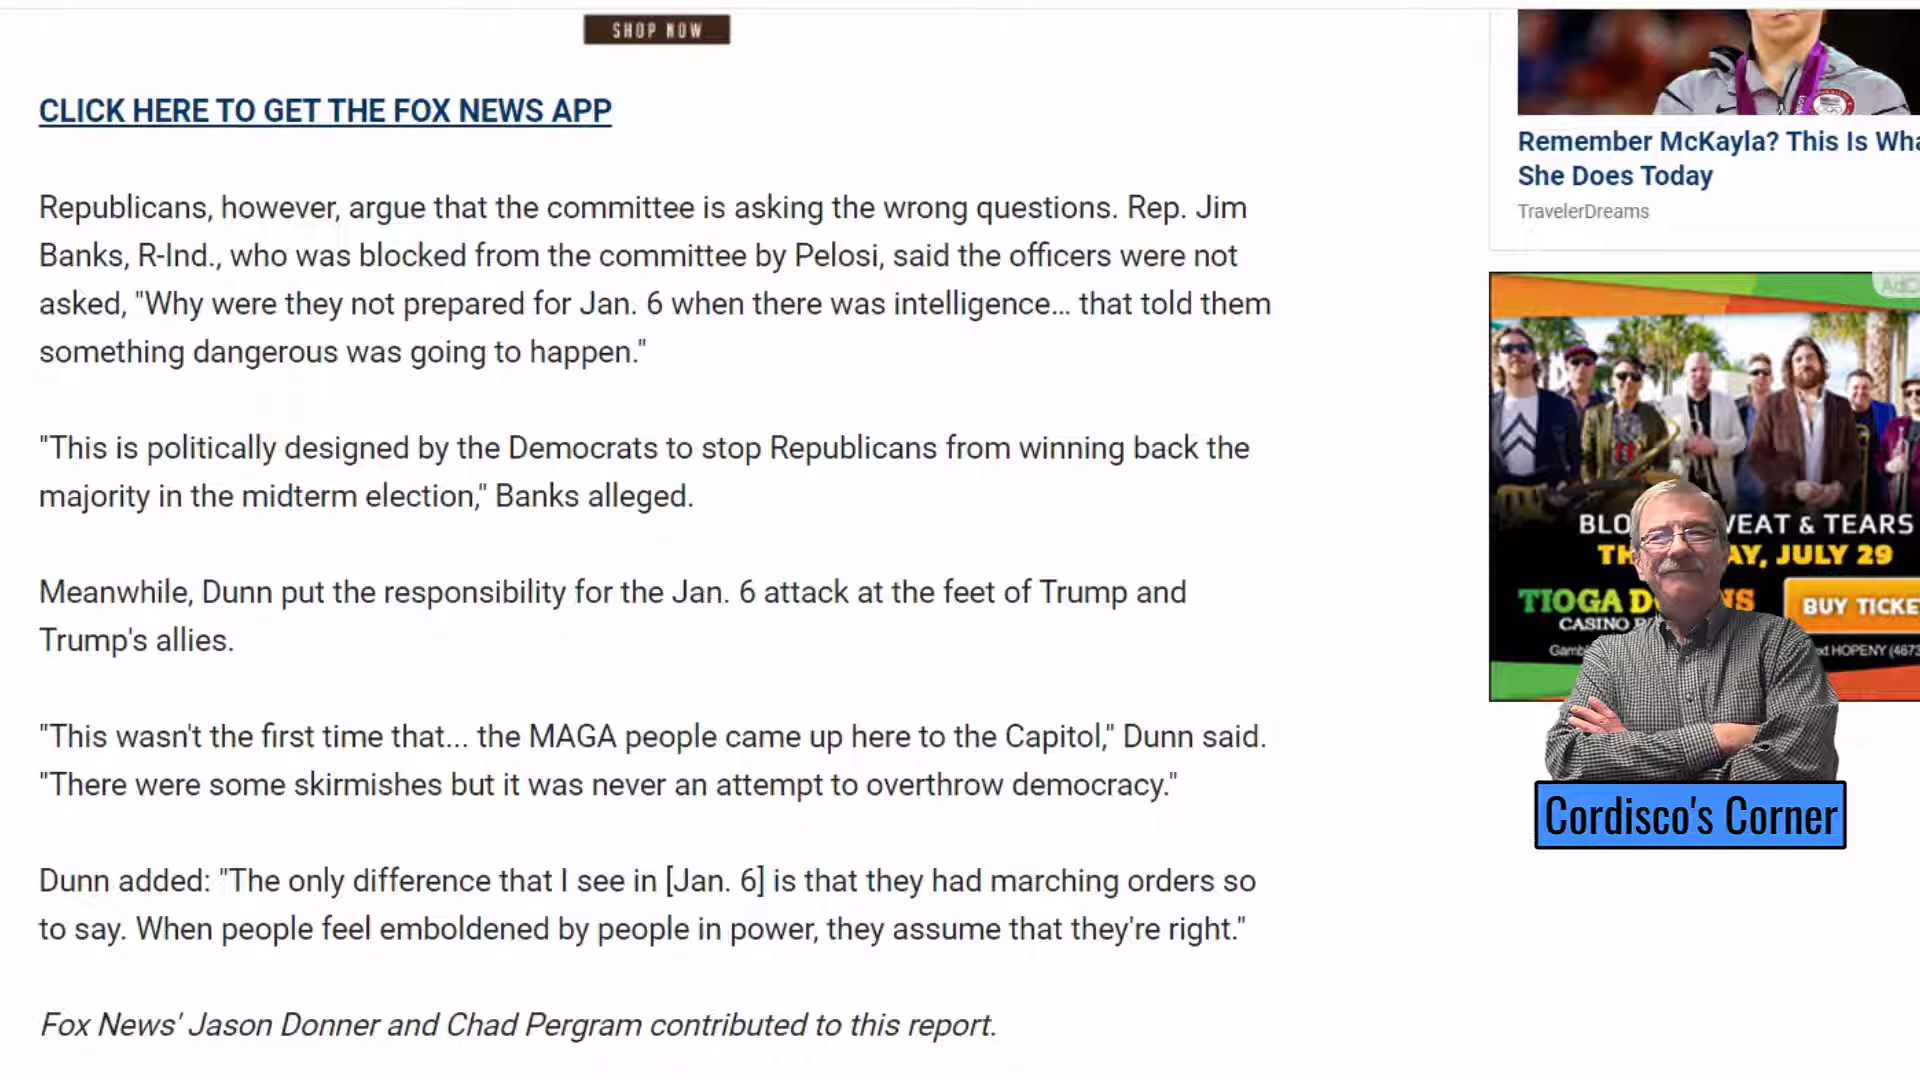 SHOP NOW
CLICK HERE TO GET THE FOX NEWS APP
Republicans, however, argue that the committee is asking the wrong questions. Rep. Jim
Banks, R-Ind., who was blocked from the committee by Pelosi, said the officers were not
asked, "Why were they not prepared for Jan. 6 when there was intelligence... that told them
something dangerous was going to happen."
"This is politically designed by the Democrats to stop Republicans from winning back the
majority in the midterm election," Banks alleged.
Meanwhile, Dunn put the responsibility for the Jan. 6 attack at the feet of Trump and
Trump's allies.
"This wasn't the first time that... the MAGA people came up here to the Capitol," Dunn said.
"There were some skirmishes but it was never an attempt to overthrow democracy."
Dunn added: "The only difference that I see in [Jan. 6] is that they had marching orders so
to say. When people feel emboldened by people in power, they assume that they're right."
Fox News' Jason Donner and Chad Pergram contributed to this report.
Remember McKayla? This Is
She Does Today
TravelerDreams
& TEARS
JULY 29
TIOGA
CASINO
BUY
HOPENY (4673
Cordisco's Corner